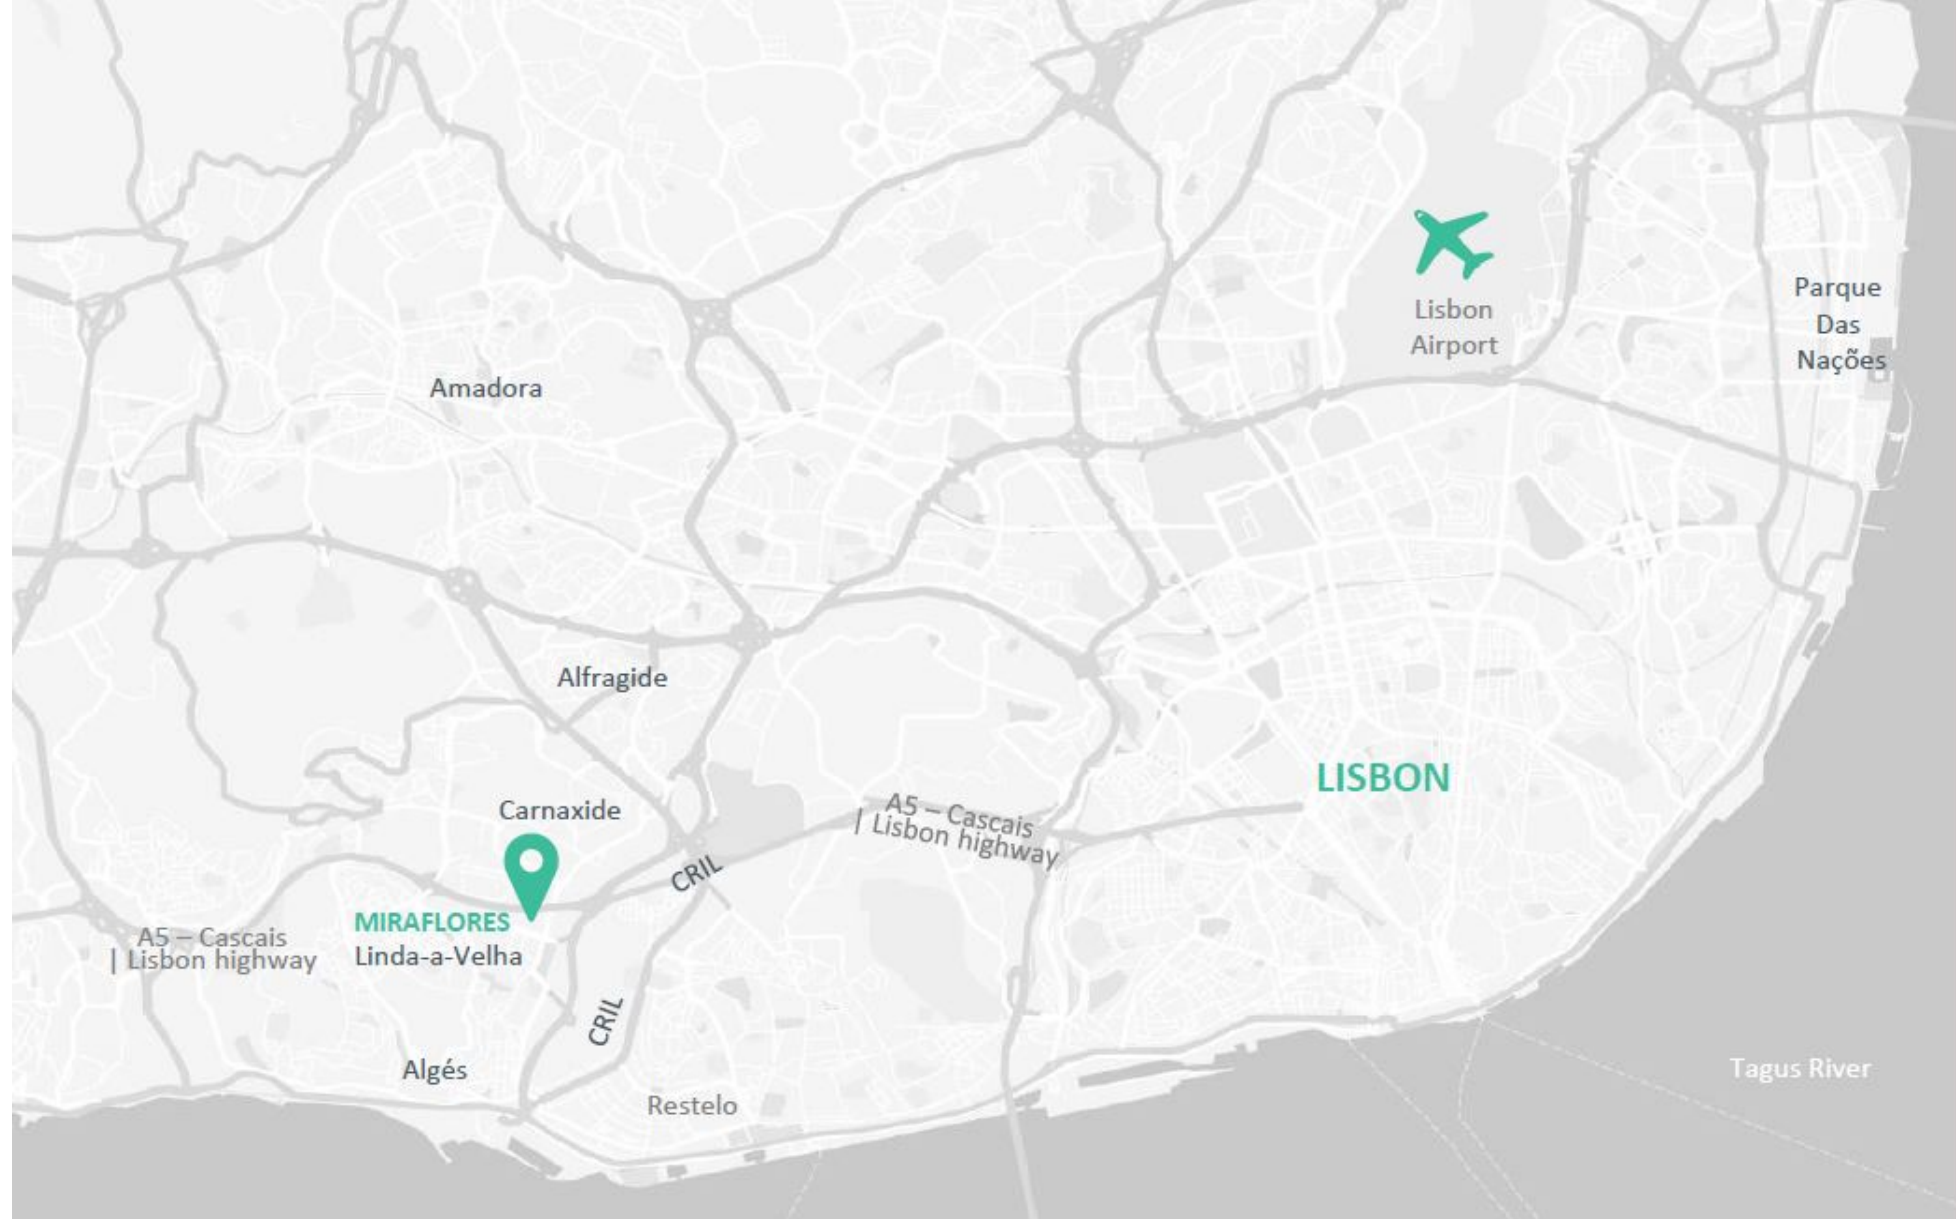 Lisbon
Airport
Parque
Das
Nações
Amadora
Alfragide
LISBON
Carnaxide
A5 – Cascais
| Lisbon highway
CRIL
MIRAFLORES
Linda-a-Velha
A5 – Cascais
| Lisbon highway
CRIL
Algés
Restelo
Tagus River